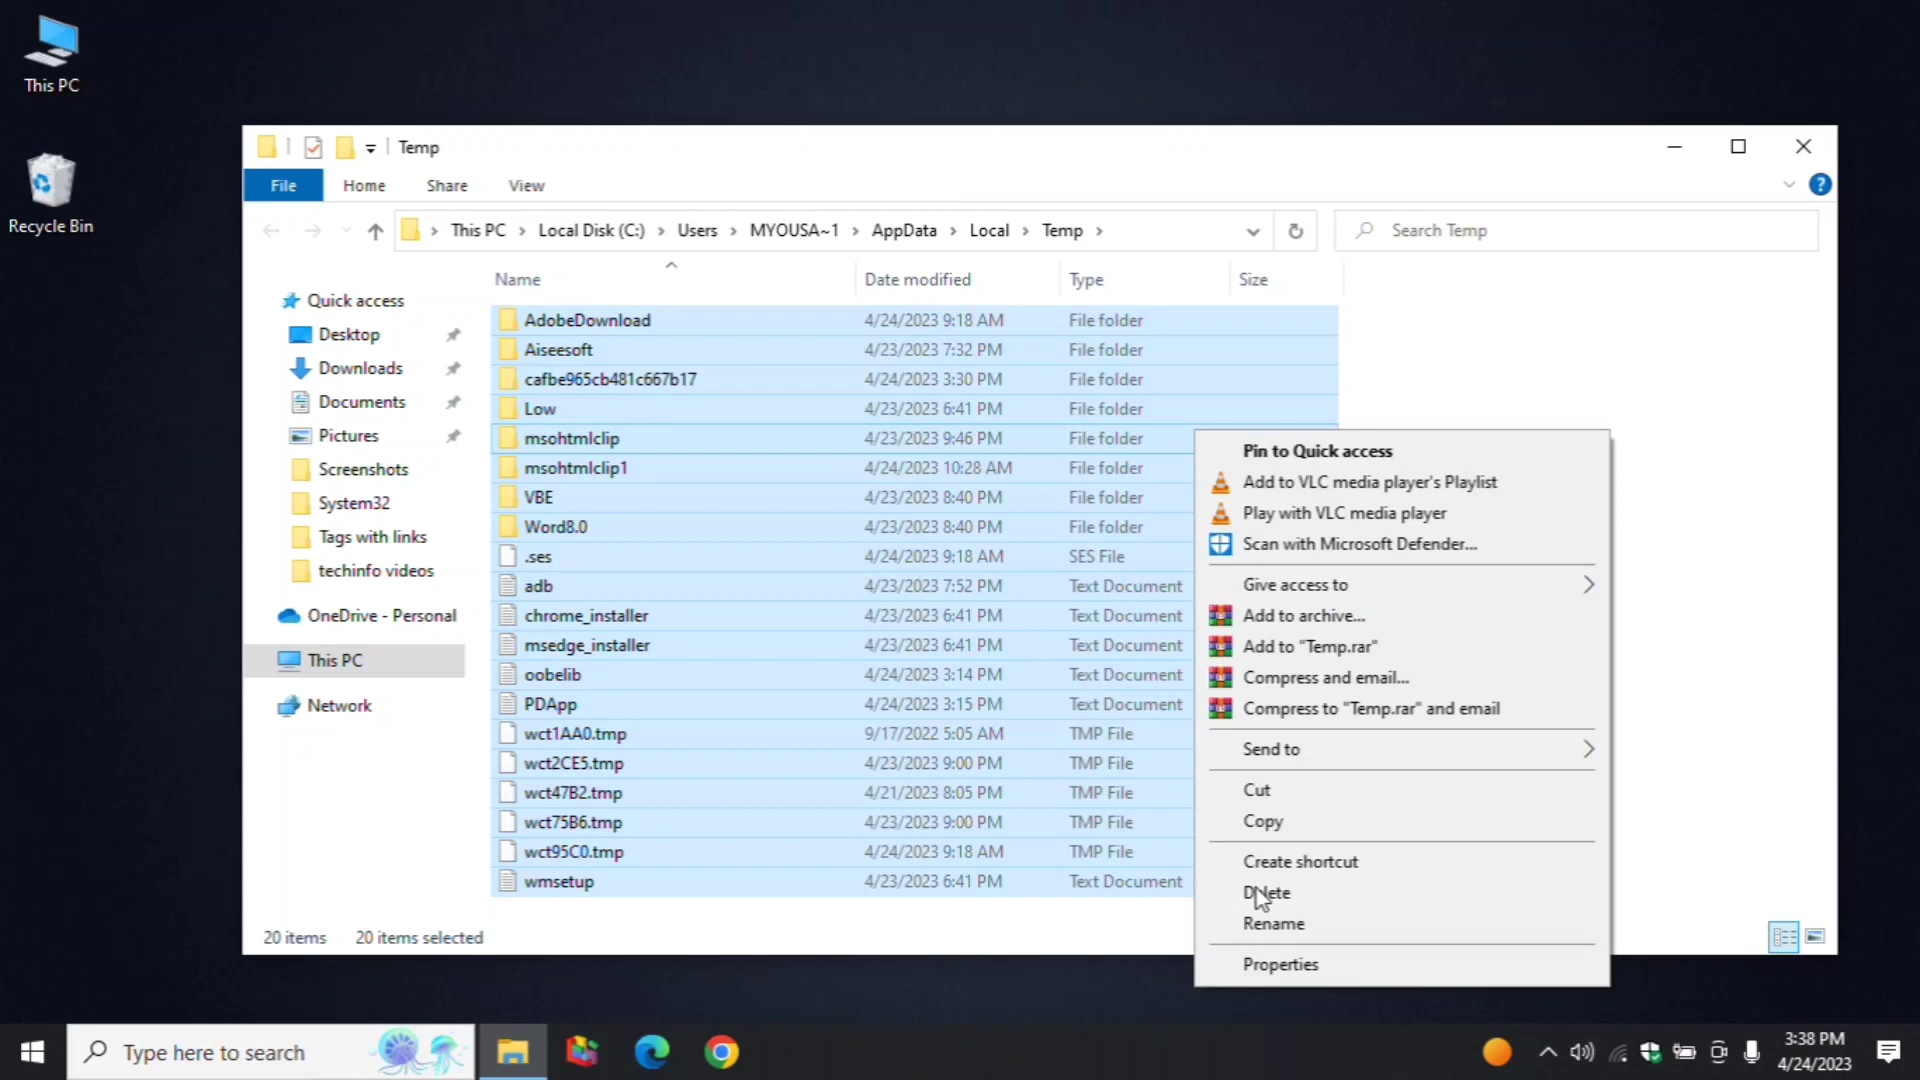 This PC
Recycle Bin
Temp
File Home Share View
This PC Local Disk (C:) Users MYOUSA~1 AppData Local Temp
Search Temp
Name Date modified Type Size
Quick access
Desktop
Downloads
Documents
Pictures
Screenshots
System32
Tags with links
techinfo videos
OneDrive - Personal
This PC
Network
AdobeDownload 4/24/2023 9:18 AM File folder
Aiseesoft 4/23/2023 7:32 PM File folder
cafbe965cb481c667b17 4/24/2023 3:30 PM File folder
Low 4/23/2023 6:41 PM File folder
msohtmlclip 4/23/2023 9:46 PM File folder
msohtmlclip1 4/24/2023 10:28 AM File folder
VBE 4/23/2023 8:40 PM File folder
Word8.0 4/23/2023 8:40 PM File folder
.ses 4/24/2023 9:18 AM SES File
adb 4/23/2023 7:52 PM Text Document
chrome_installer 4/23/2023 6:41 PM Text Document
msedge_installer 4/23/2023 6:41 PM Text Document
oobelib 4/24/2023 3:14 PM Text Document
PDApp 4/24/2023 3:15 PM Text Document
wct1AA0.tmp 9/17/2022 5:05 AM TMP File
wct2CE5.tmp 4/23/2023 9:00 PM TMP File
wct47B2.tmp 4/21/2023 8:05 PM TMP File
wct75B6.tmp 4/23/2023 9:00 PM TMP File
wct95C0.tmp 4/24/2023 9:18 AM TMP File
wmsetup 4/23/2023 6:41 PM Text Document
Pin to Quick access
Add to VLC media player's Playlist
Play with VLC media player
Scan with Microsoft Defender...
Give access to
Add to archive...
Add to "Temp.rar"
Compress and email...
Compress to "Temp.rar" and email
Send to
Cut
Copy
Create shortcut
Delete
Rename
Properties
20 items 20 items selected
Type here to search
3:38 PM
4/24/2023